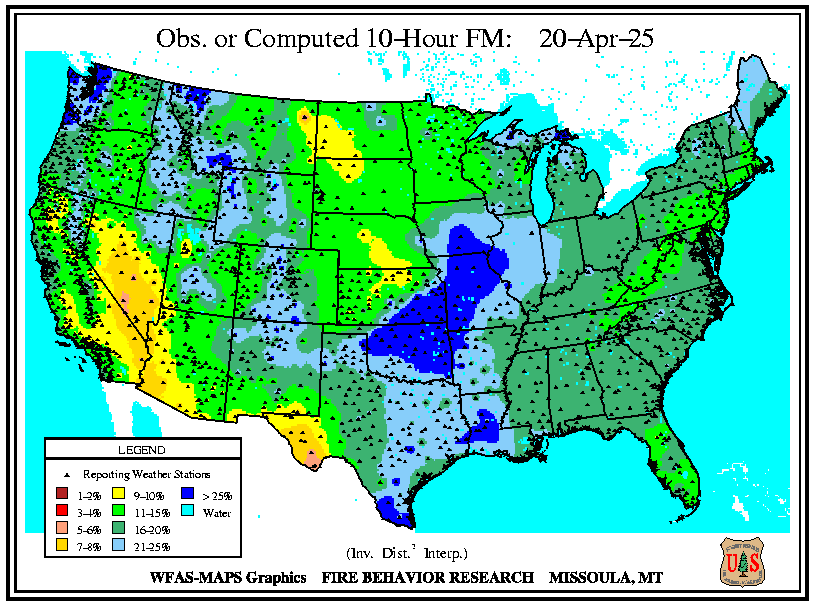 Obs. or Computed 10-Hour FM: 20-Apr-25
LEGEND
Reporting Weather Stations
1-2% 9-10% > 25%
3-4% 11-15% Water
5-6% 16-20%
7-8% 21-25%
(Inv. Dist.² Interp.)
WFAS-MAPS Graphics FIRE BEHAVIOR RESEARCH MISSOULA, MT
U S